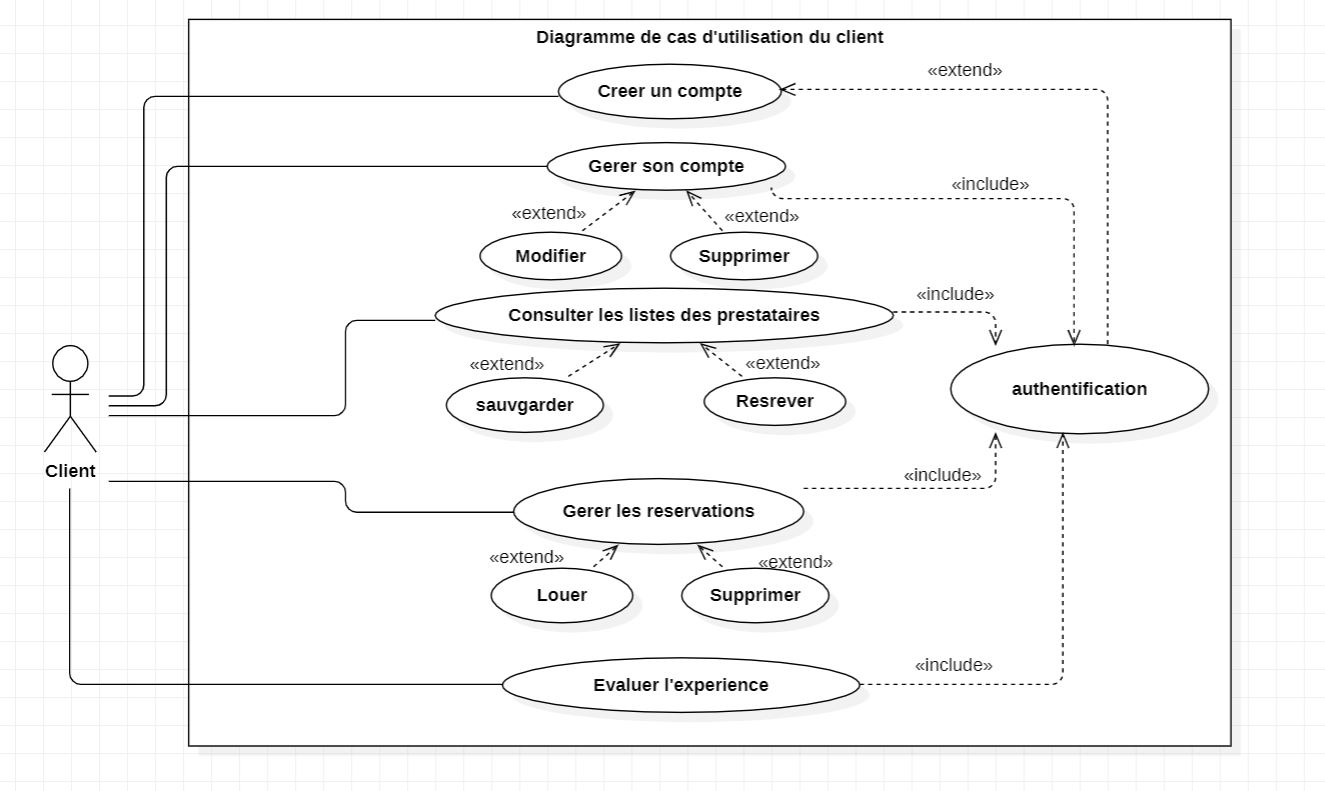 Diagramme de cas d'utilisation du client
«extend»
Creer un compte
Gerer son compte
«include»
«extend»
«extend»
Modifier
Supprimer
«include»
Consulter les listes des prestataires
«extend»
«extend»
authentification
sauvgarder
Resrever
Client
«include»
Gerer les reservations
«extend»
«extend»
Louer
Supprimer
«include»
Evaluer l'experience